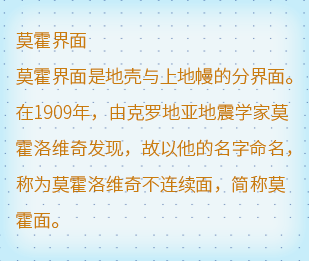 莫霍界面
莫霍界面是地壳与上地幔的分界面。
在1909年，由克罗地亚地震学家莫
霍洛维奇发现，故以他的名字命名，
称为莫霍洛维奇不连续面，简称莫
霍面。